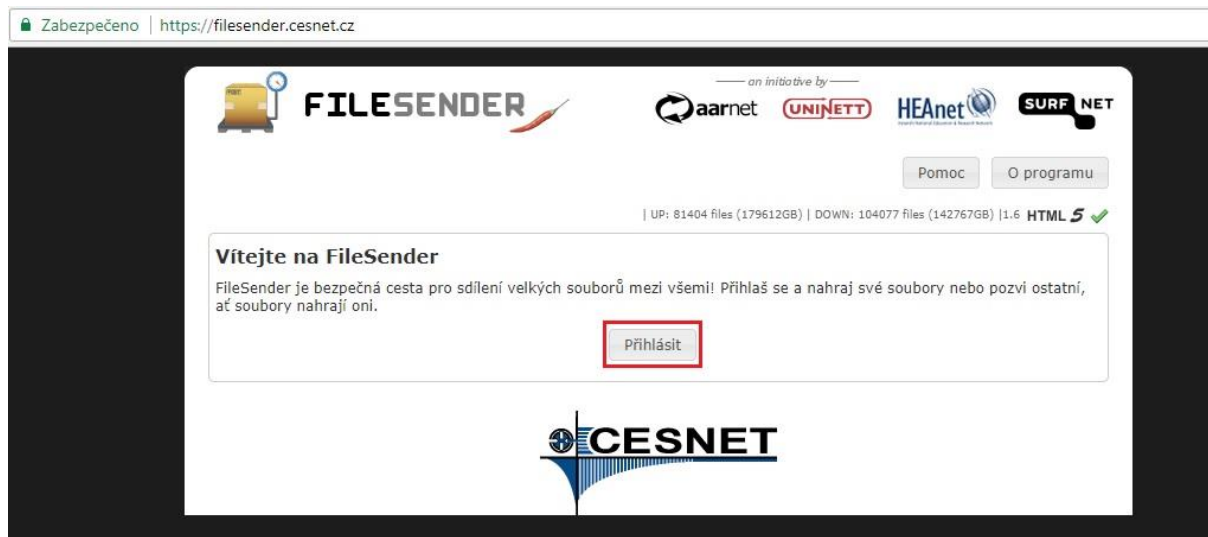 Zabezpečeno | https://filesender.cesnet.cz
FILESENDER
an initiative by
aarnet UNINETT HEAnet SURF NET
Pomoc O programu
| UP: 81404 files (179612GB) | DOWN: 104077 files (142767GB) |1.6 HTML 5
Vítejte na FileSender
FileSender je bezpečná cesta pro sdílení velkých souborů mezi všemi! Přihlaš se a nahraj své soubory nebo pozvi ostatní,
ať soubory nahrají oni.
Přihlásit
CESNET